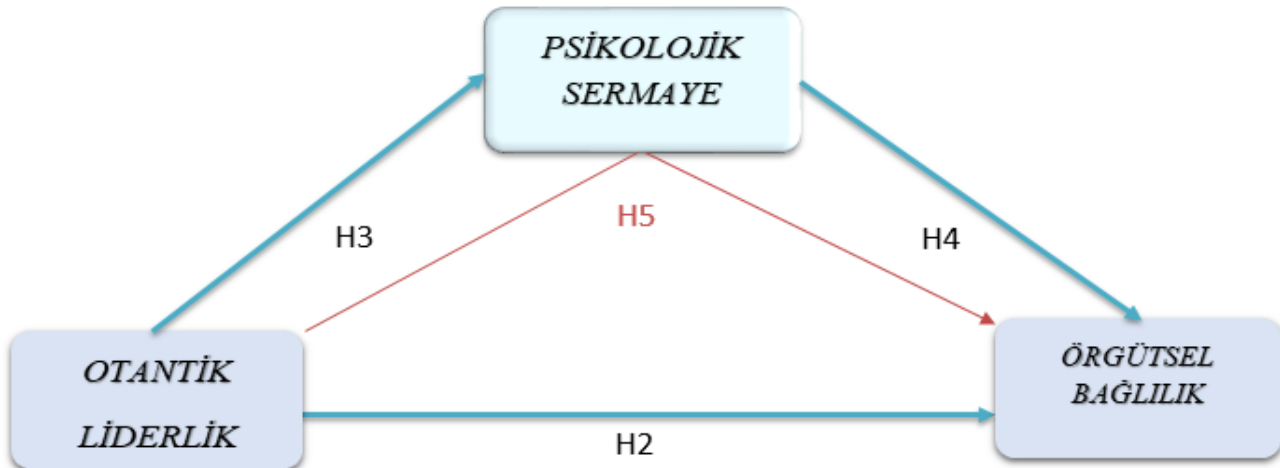 PSİKOLOJİK
SERMAYE
H3
H5
H4
OTANTİK
LİDERLİK
ÖRGÜTSEL
BAĞLILIK
H2